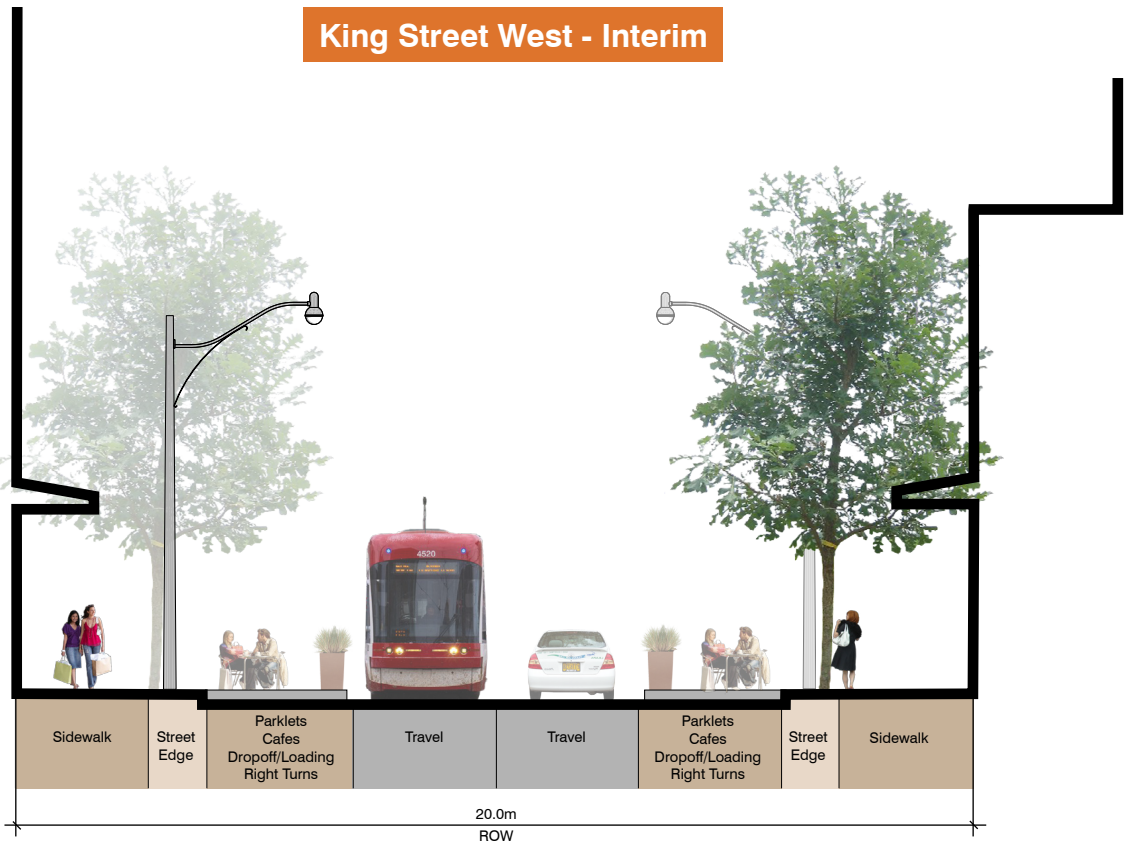 King Street West - Interim
4520
Sidewalk
Street
Edge
Parklets
Cafes
Dropoff/Loading
Right Turns
Travel
Travel
Parklets
Cafes
Dropoff/Loading
Right Turns
Street
Edge
Sidewalk
20.0m
ROW